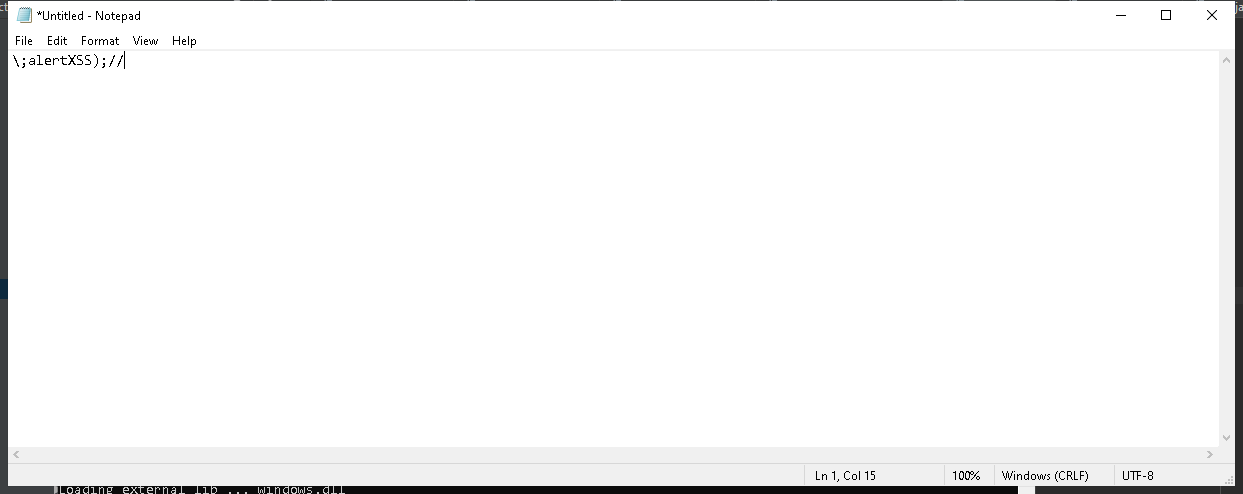 *Untitled - Notepad
File Edit Format View Help
\;alertXSS);//
Ln 1, Col 15 100% Windows (CRLF) UTF-8
Loading external lib ... windows.dll